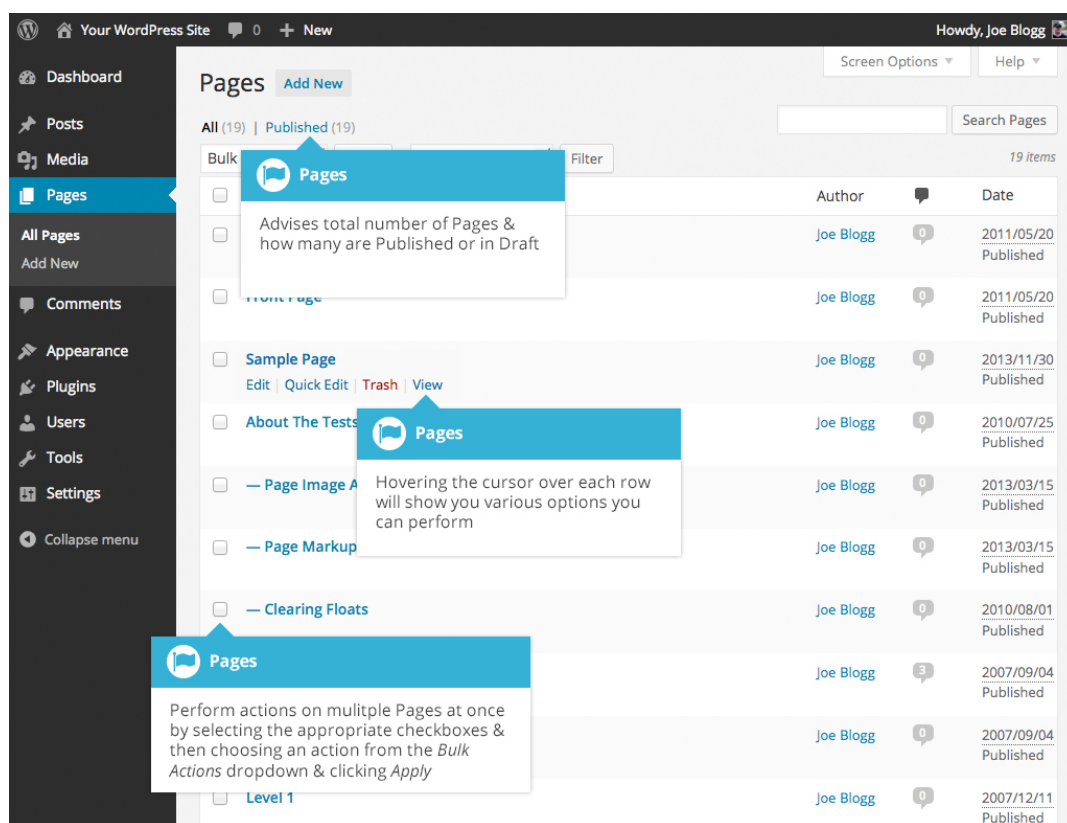 Your WordPress Site 0 + New Howdy, Joe Blogg
Screen Options Help
Dashboard
Pages Add New
Posts
All (19) | Published (19)
Search Pages
Media
Bulk
Filter
19 items
Pages
Pages
Author Date
Advises total number of Pages &
how many are Published or in Draft
All Pages
Add New
Joe Blogg 0 2011/05/20
Published
Comments
Front Page Joe Blogg 0 2011/05/20
Published
Appearance
Sample Page Joe Blogg 0 2013/11/30
Edit | Quick Edit | Trash | View Published
Plugins
Users
About The Tests Joe Blogg 0 2010/07/25
Published
Pages
Tools
Hovering the cursor over each row
will show you various options you
can perform
Settings
— Page Image Joe Blogg 0 2013/03/15
Published
Collapse menu
— Page Markup Joe Blogg 0 2013/03/15
Published
— Clearing Floats Joe Blogg 0 2010/08/01
Published
Pages
Perform actions on mulitple Pages at once
by selecting the appropriate checkboxes &
then choosing an action from the Bulk
Actions dropdown & clicking Apply
Joe Blogg 3 2007/09/04
Published
Joe Blogg 0 2007/09/04
Published
Level 1 Joe Blogg 0 2007/12/11
Published